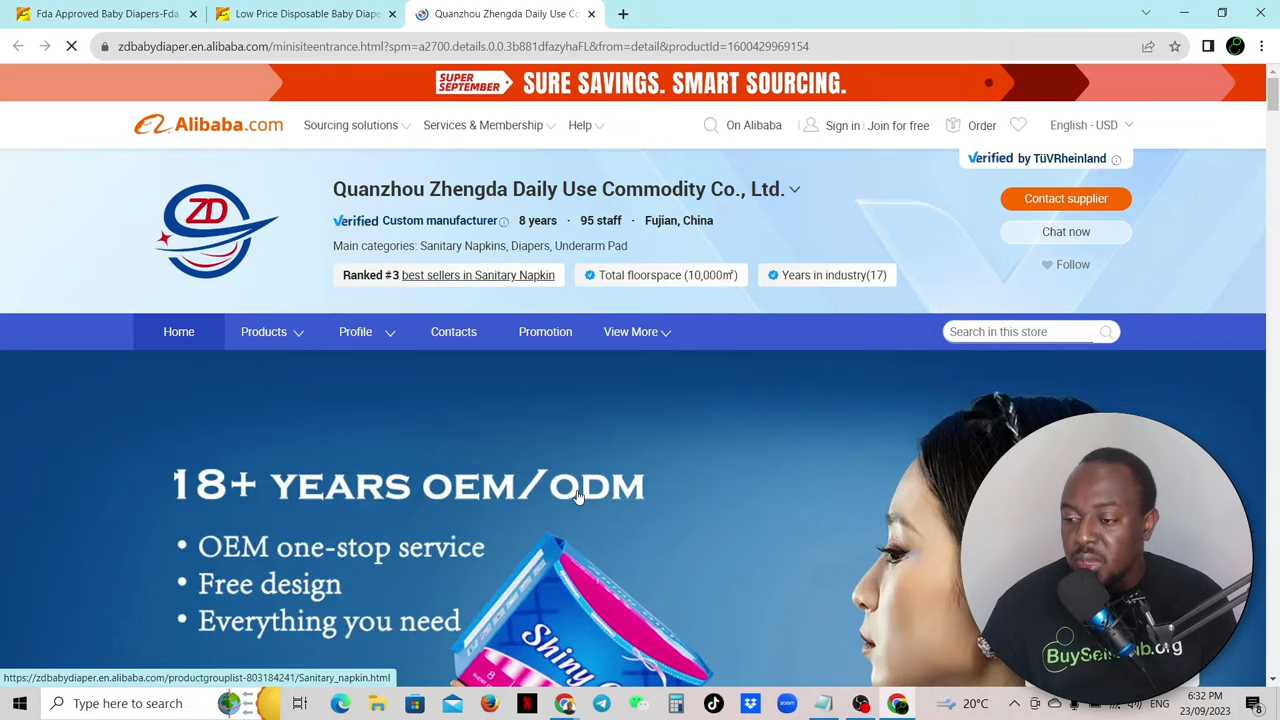 Fda Approved Baby Diapers-Fda
Low Price Disposable Baby Diape
Quanzhou Zhengda Daily Use Co
zdbabydiaper.en.alibaba.com/minisiteentrance.html?spm=a2700.details.0.0.3b881dfazyhaFL&from=detail&productId=1600429969154
SUPER SEPTEMBER
SURE SAVINGS. SMART SOURCING.
Alibaba.com
Sourcing solutions
Services & Membership
Help
On Alibaba
Sign in
Join for free
Order
English - USD
Verified by TÜVRheinland
Quanzhou Zhengda Daily Use Commodity Co., Ltd.
ZD
Contact supplier
Verified Custom manufacturer 8 years · 95 staff · Fujian, China
Chat now
Main categories: Sanitary Napkins, Diapers, Underarm Pad
Follow
Ranked #3 best sellers in Sanitary Napkin
Total floorspace (10,000㎡)
Years in industry(17)
Home
Products
Profile
Contacts
Promotion
View More
Search in this store
18+ YEARS OEM/ODM
• OEM one-stop service
• Free design
• Everything you need
Shiny
8
https://zdbabydiaper.en.alibaba.com/productgrouplist-803184241/Sanitary_napkin.html
Type here to search
20°C
ENG
6:32 PM
23/09/2023
8